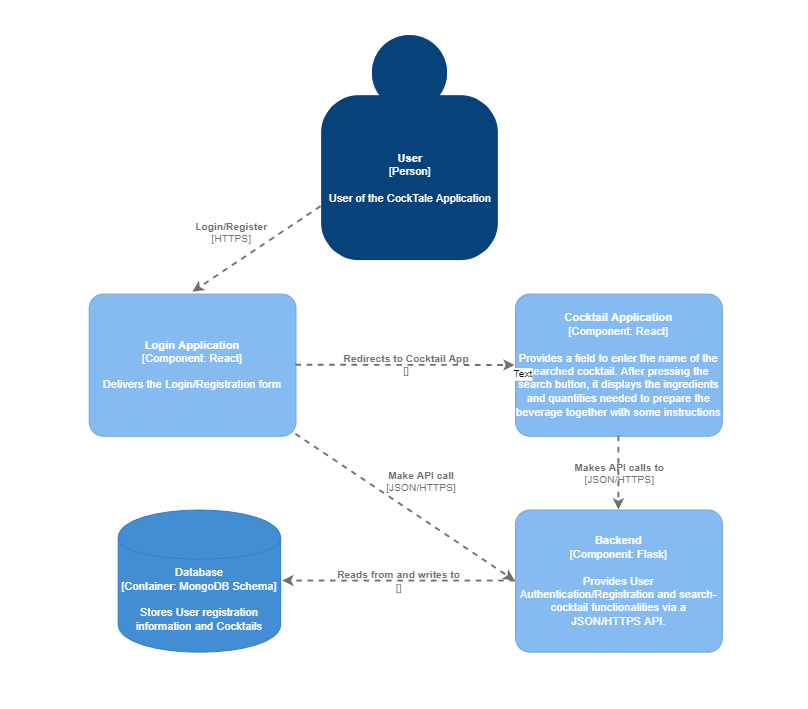 User
[Person]
User of the CockTale Application
Login/Register
[HTTPS]
Login Application
[Component: React]
Delivers the Login/Registration form
Redirects to Cocktail App
[]
Cocktail Application
[Component: React]
Provides a field to enter the name of the
searched cocktail. After pressing the
Text
search button, it displays the ingredients
and quantities needed to prepare the
beverage together with some instructions
Make API call
[JSON/HTTPS]
Makes API calls to
[JSON/HTTPS]
Database
[Container: MongoDB Schema]
Stores User registration
information and Cocktails
Reads from and writes to
[]
Backend
[Component: Flask]
Provides User
Authentication/Registration and search-
cocktail functionalities via a
JSON/HTTPS API.